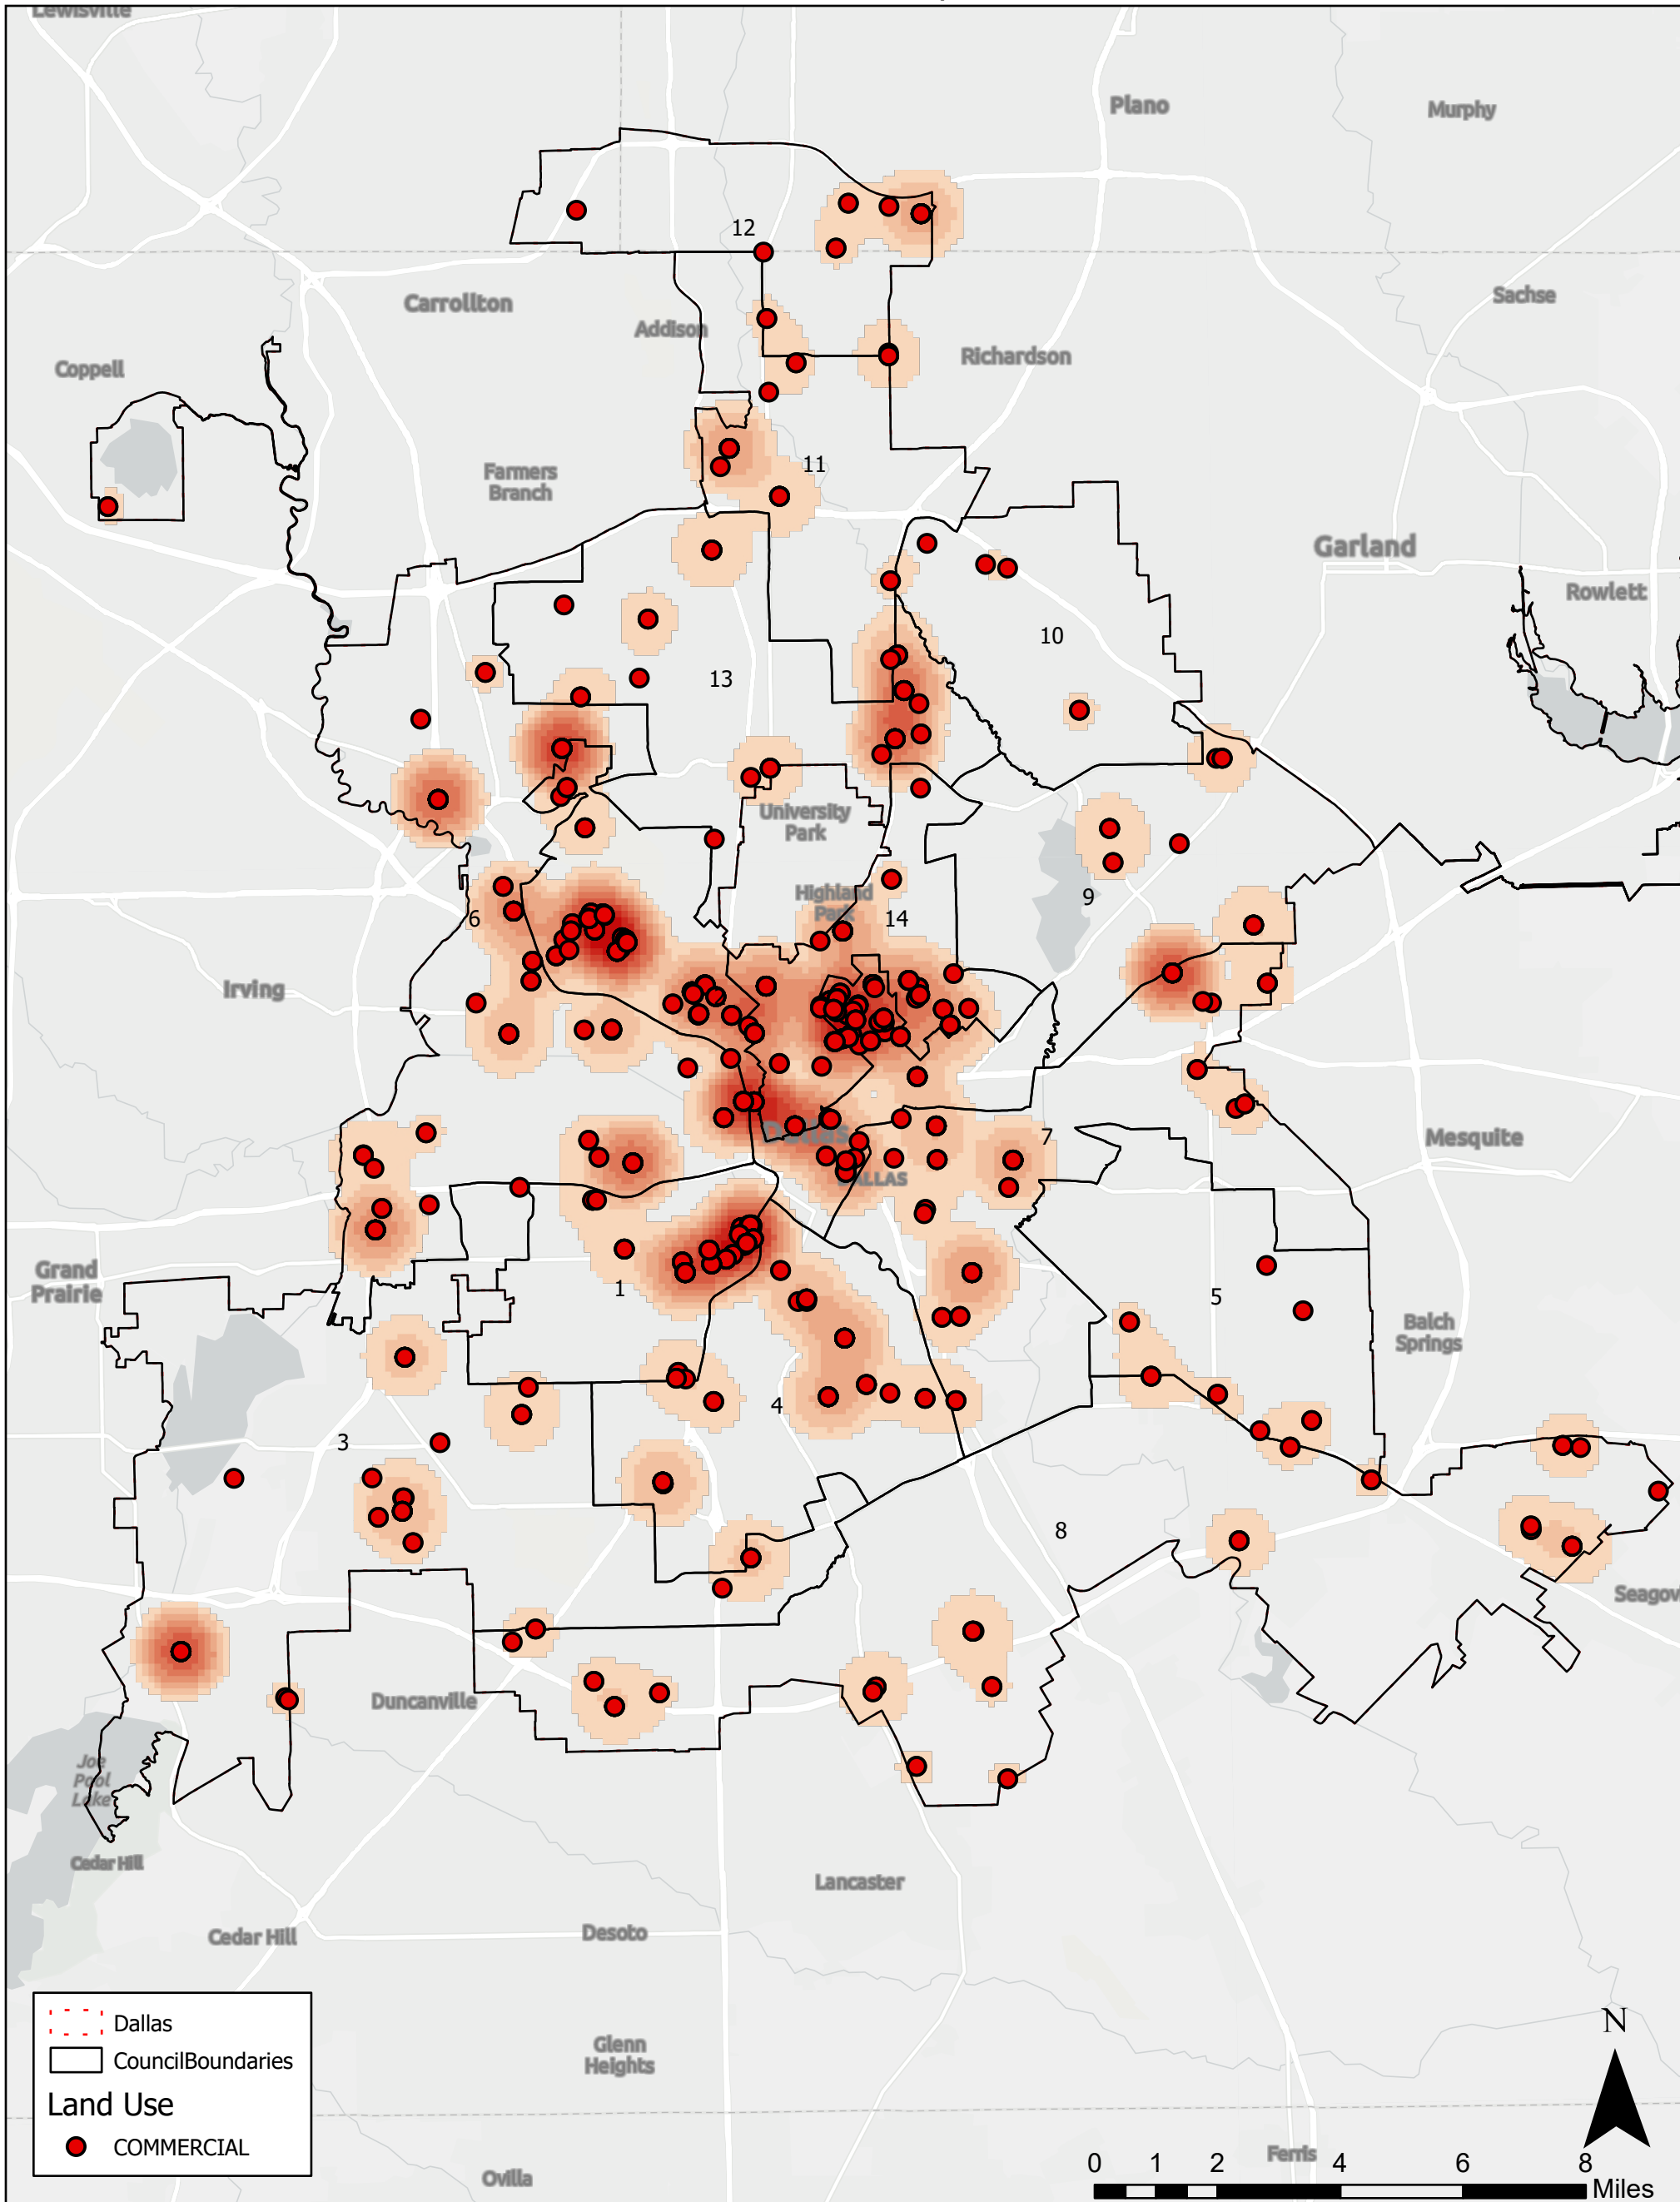 Lewisville
Plano
Murphy
12
Carrollton
Addison
Sachse
Coppell
Richardson
Farmers
Branch
11
Garland
Rowlett
10
13
University
Park
Highland
Park
14
9
6
Irving
Dallas
DALLAS
7
Mesquite
Grand
Prairie
1
5
Balch
Springs
4
3
8
Seagovi
Duncanville
Joe
Pool
Lake
Cedar Hill
Lancaster
Cedar Hill
Desoto
Glenn
Heights
Ovilla
Ferris
Dallas
CouncilBoundaries
Land Use
COMMERCIAL
N
0 1 2 4 6 8
Miles